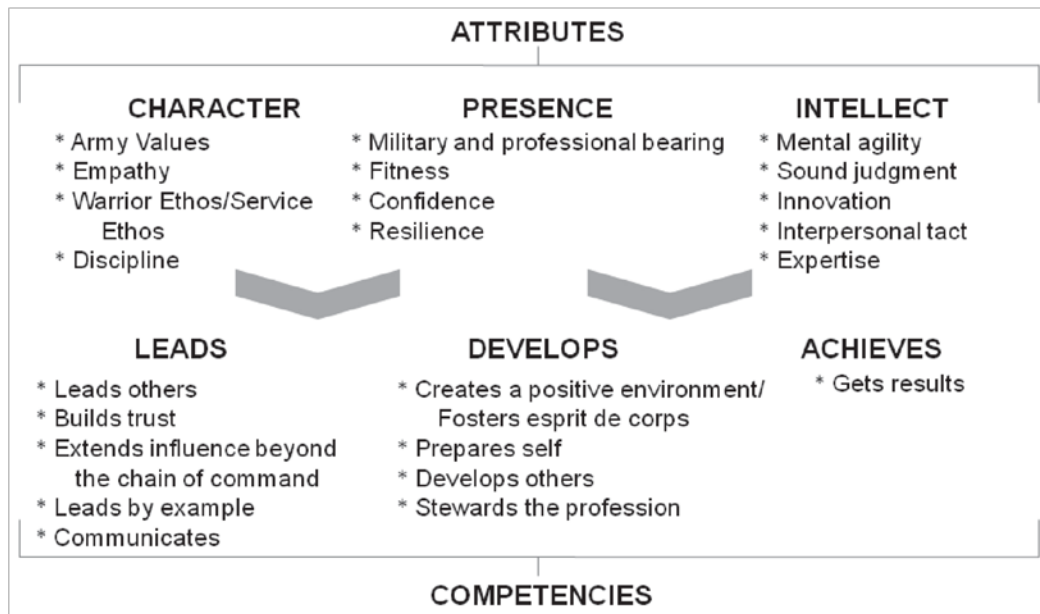 ATTRIBUTES
CHARACTER
* Army Values
* Empathy
* Warrior Ethos/Service
Ethos
* Discipline
PRESENCE
* Military and professional bearing
* Fitness
* Confidence
* Resilience
INTELLECT
* Mental agility
* Sound judgment
* Innovation
* Interpersonal tact
* Expertise
LEADS
* Leads others
* Builds trust
* Extends influence beyond
the chain of command
* Leads by example
* Communicates
DEVELOPS
* Creates a positive environment/
Fosters esprit de corps
* Prepares self
* Develops others
* Stewards the profession
ACHIEVES
* Gets results
COMPETENCIES